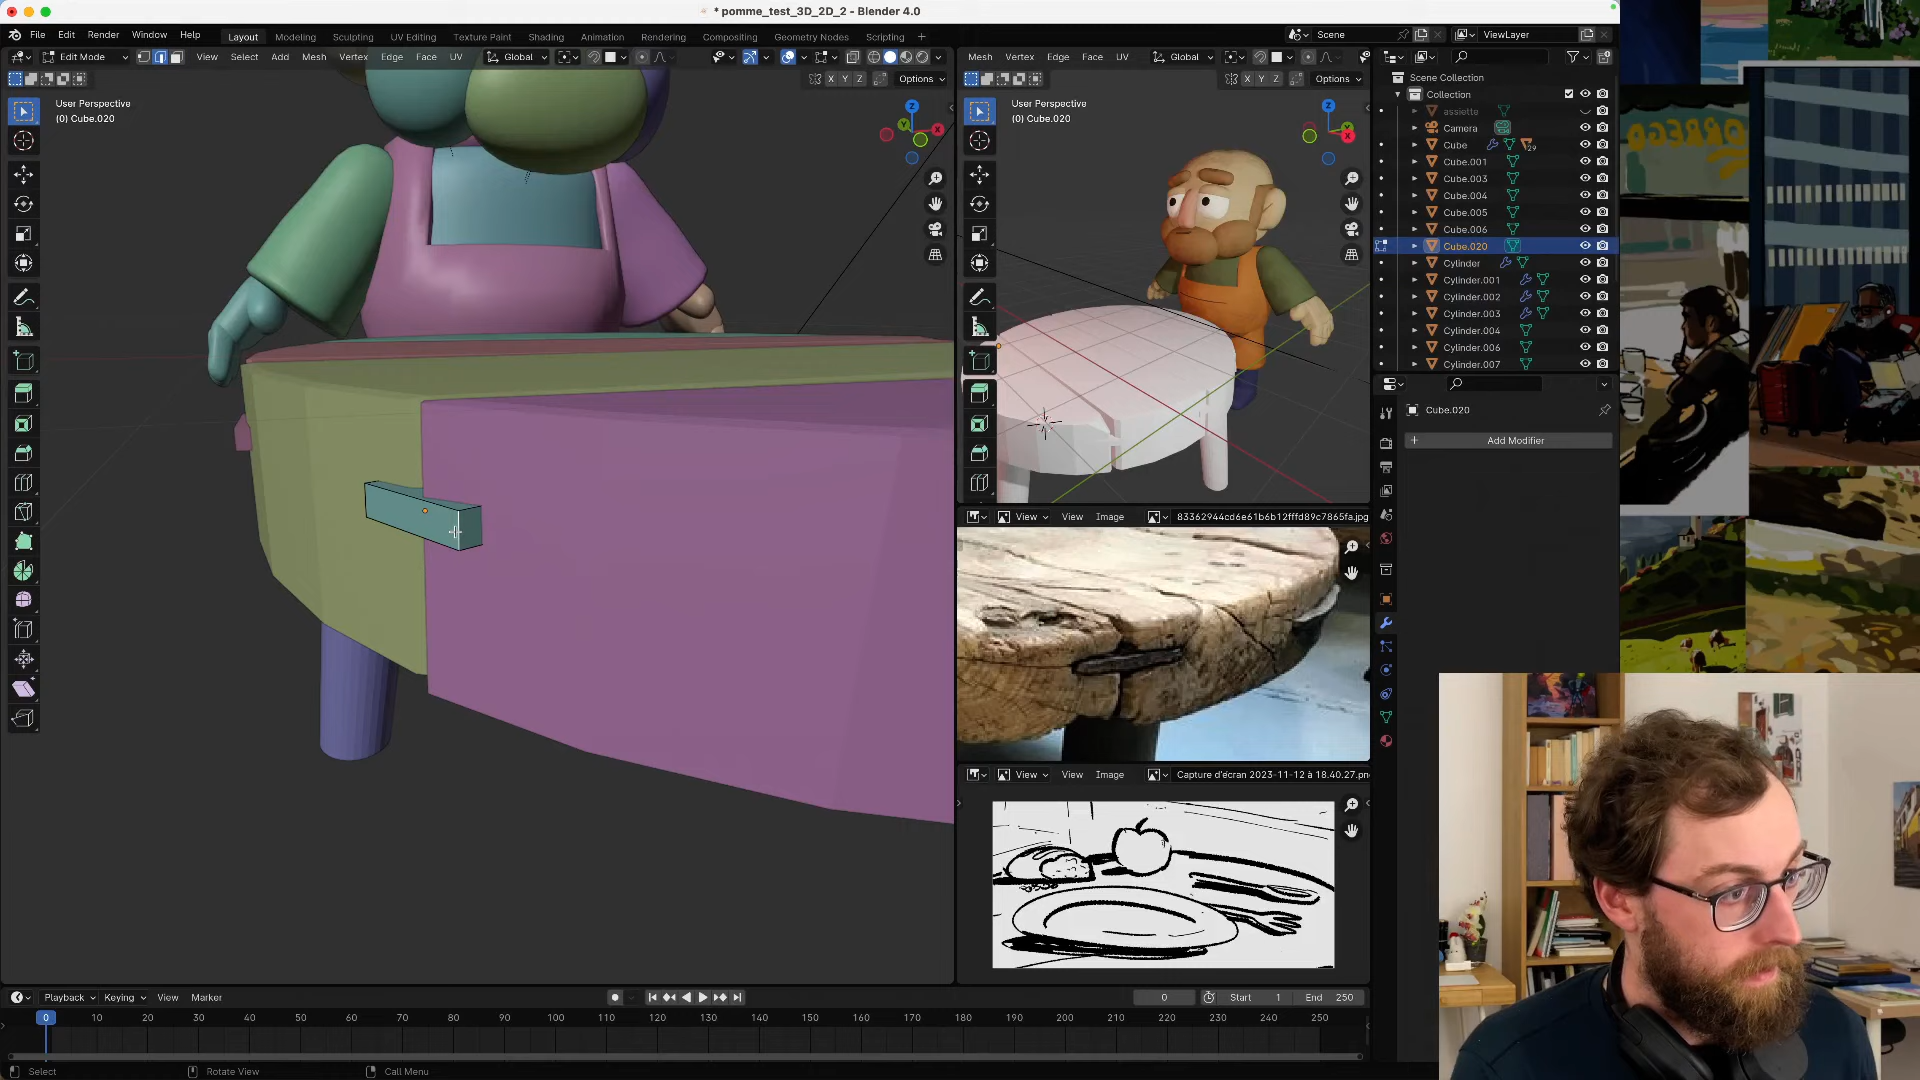 * pomme_test_3D_2D_2 - Blender 4.0
File Edit Render Window Help Layout Modeling Sculpting UV Editing Texture Paint Shading Animation Rendering Compositing Geometry Nodes Scripting + Scene ViewLayer
Edit Mode View Select Add Mesh Vertex Edge Face UV Global
Mesh Vertex Edge Face UV Global
X Y Z Options
X Y Z Options
User Perspective
(0) Cube.020
Z
Y
X
User Perspective
(0) Cube.020
Z
Y
X
Scene Collection
Collection
assiette
Camera
Cube
29
Cube.001
Cube.003
Cube.004
Cube.005
Cube.006
Cube.020
Cylinder
Cylinder.001
Cylinder.002
Cylinder.003
Cylinder.004
Cylinder.006
Cylinder.007
Cube.020
+ Add Modifier
View View Image 83362944cd6e61b6b12fffd89c7865fa.jpg
View View Image Capture d'écran 2023-11-12 à 18.40.27.pn
Playback Keying View Marker
0 Start 1 End 250
0 10 20 30 40 50 60 70 80 90 100 110 120 130 140 150 160 170 180 190 200 210 220 230 240 250
Select Rotate View Call Menu